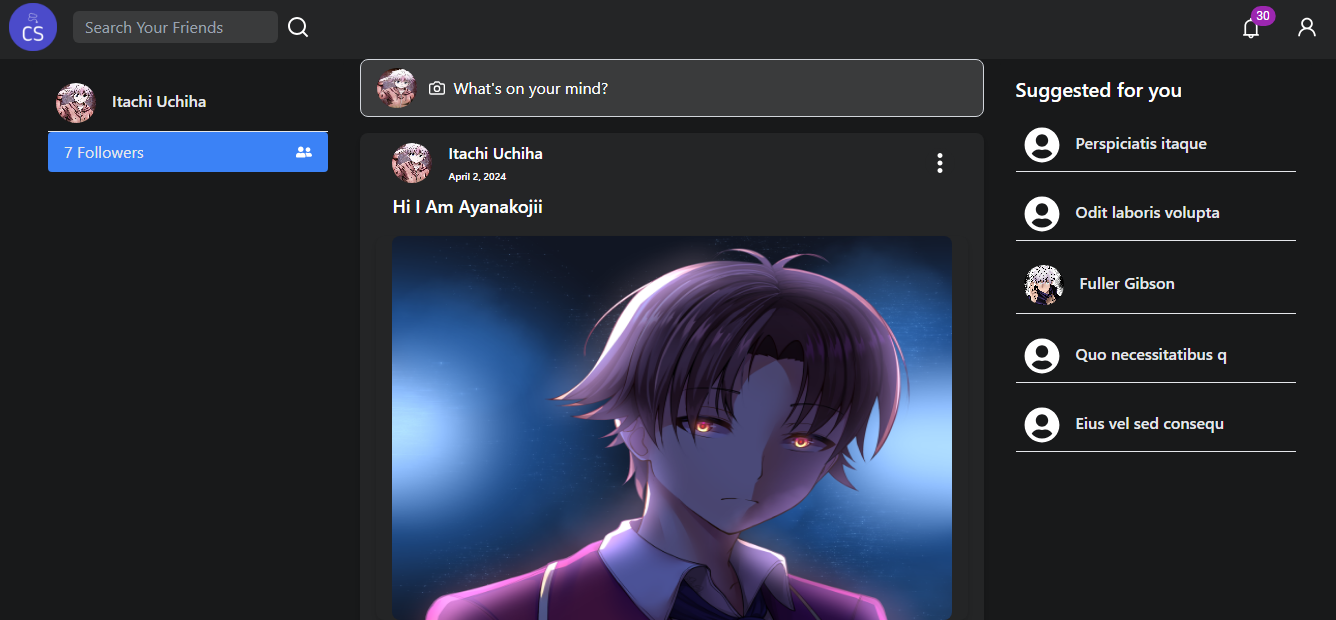 CS
Search Your Friends
30
Itachi Uchiha
7 Followers
What's on your mind?
Itachi Uchiha
April 2, 2024
Hi I Am Ayanakojii
Suggested for you
Perspiciatis itaque
Odit laboris volupta
Fuller Gibson
Quo necessitatibus q
Eius vel sed consequ